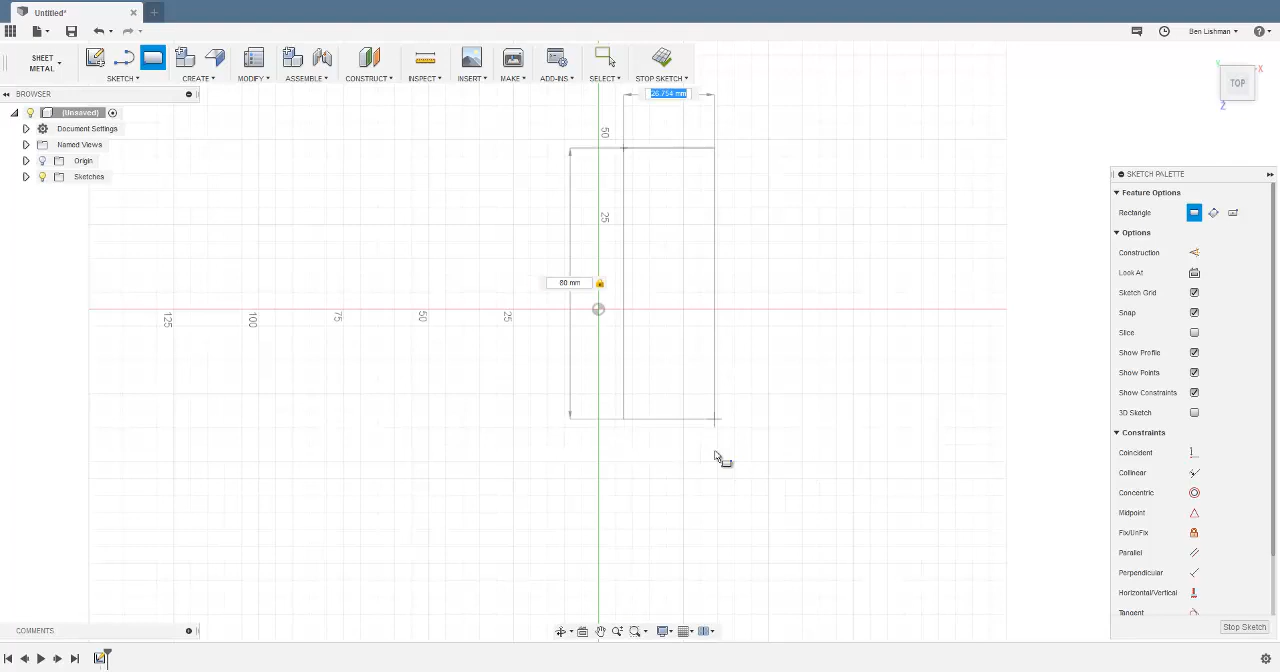 Untitled*
Ben Lishman
SHEET METAL
SKETCH
CREATE
MODIFY
ASSEMBLE
CONSTRUCT
INSPECT
INSERT
MAKE
ADD-INS
SELECT
STOP SKETCH
BROWSER
(Unsaved)
Document Settings
Named Views
Origin
Sketches
26.754 mm
50
25
80 mm
125
100
75
50
25
Y
X
TOP
Z
SKETCH PALETTE
Feature Options
Rectangle
Options
Construction
Look At
Sketch Grid
Snap
Slice
Show Profile
Show Points
Show Constraints
3D Sketch
Constraints
Coincident
Collinear
Concentric
Midpoint
Fix/UnFix
Parallel
Perpendicular
Horizontal/Vertical
Tangent
Stop Sketch
COMMENTS